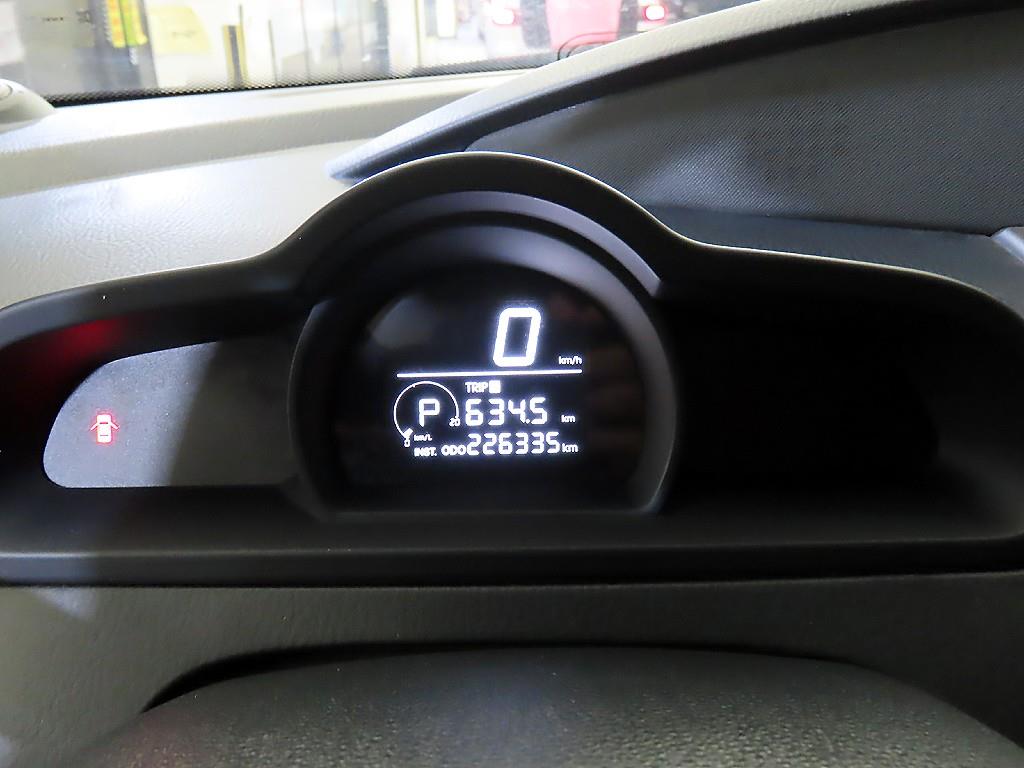 0 km/h
TRIP
P 20 634.5 km
0 km/L
INST. ODO 226335 km